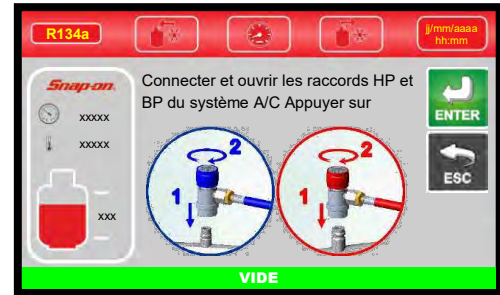 R134a
jj/mm/aaaa
hh:mm
Snap-on
Connecter et ouvrir les raccords HP et
BP du système A/C Appuyer sur
xxxxx
xxxxx
xxx
2
1
2
1
ENTER
ESC
VIDE